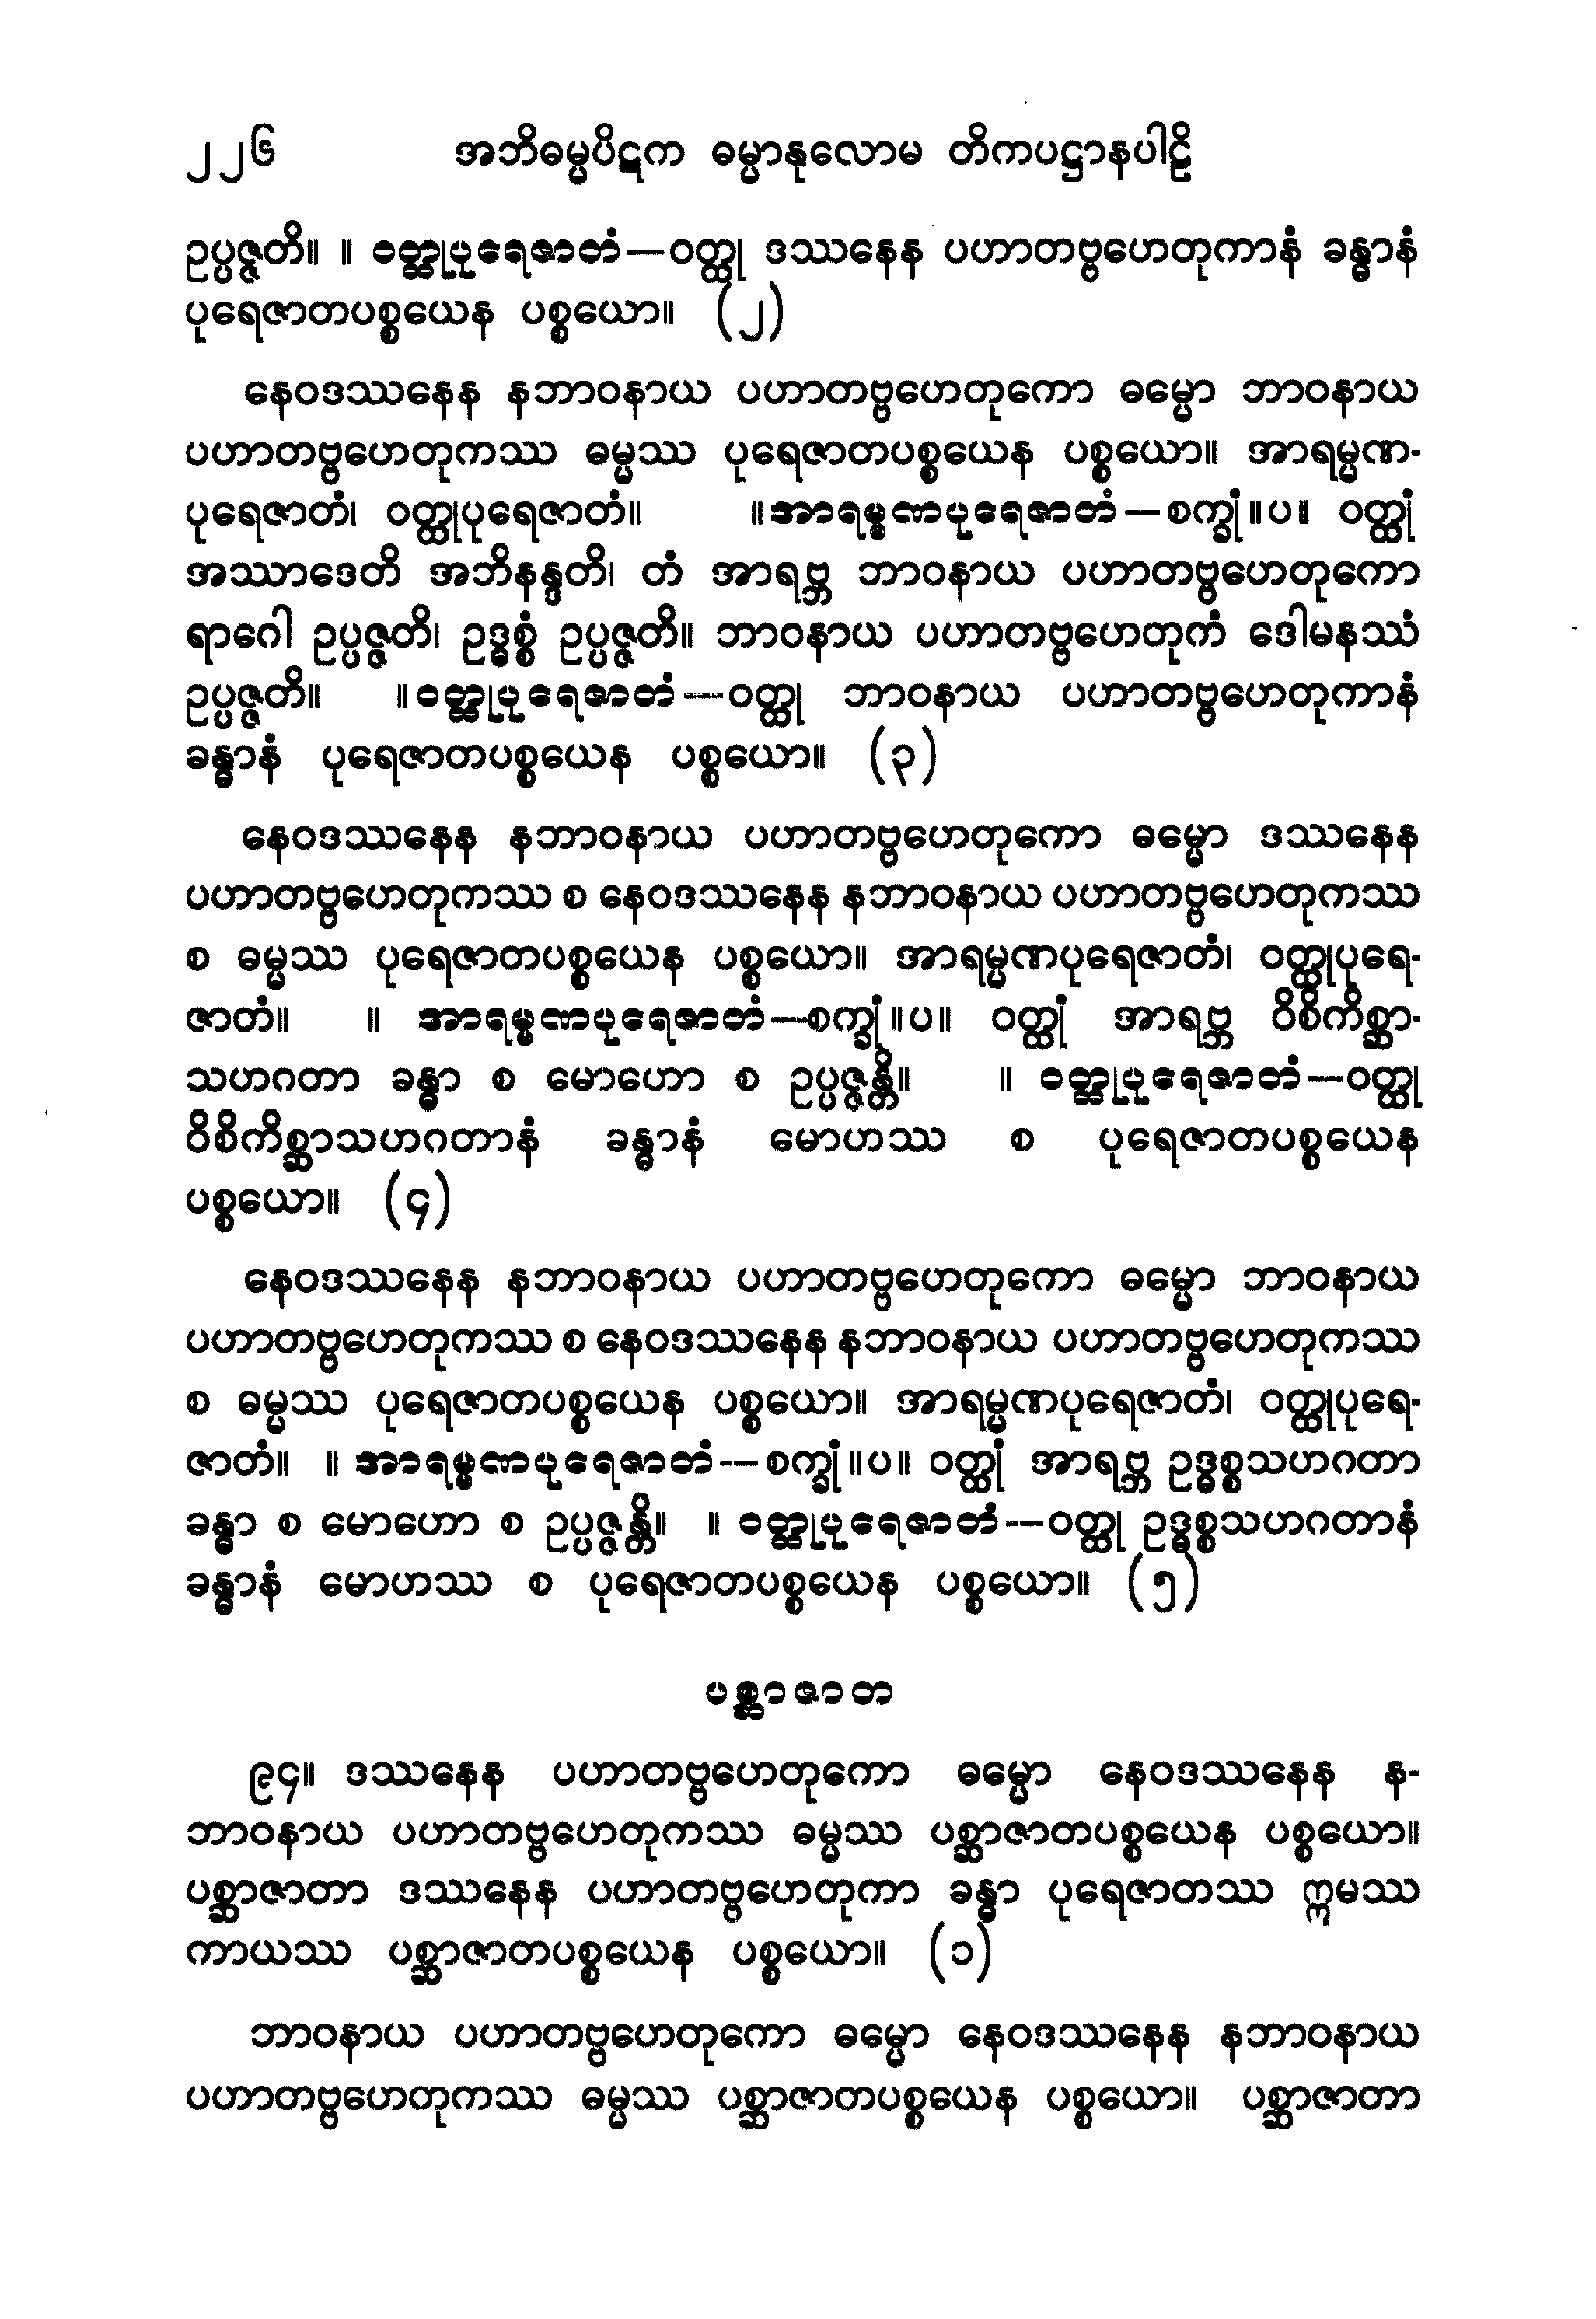 ၂၂၆ အဘိဓမ္မပိဋက ဓမ္မာနုလောမ တိကပဋ္ဌာနပါဠိ
ဥပ္ပဇ္ဇတိ။ ။ ဝတ္ထုပုရေဇာတံ—ဝတ္ထု ဒဿနေန ပဟာတဗ္ဗဟေတုကာနံ ခန္ဓာနံ
ပုရေဇာတပစ္စယေန ပစ္စယော။ (၂)
နေဝဒဿနေန နဘာဝနာယ ပဟာတဗ္ဗဟေတုကော ဓမ္မော ဘာဝနာယ
ပဟာတဗ္ဗဟေတုကဿ ဓမ္မဿ ပုရေဇာတပစ္စယေန ပစ္စယော။ အာရမ္မဏ-
ပုရေဇာတံ၊ ဝတ္ထုပုရေဇာတံ။ ။အာရမ္မဏပုရေဇာတံ—စက္ခုံ။ပ။ ဝတ္ထုံ
အဿာဒေတိ အဘိနန္ဒတိ၊ တံ အာရဗ္ဘ ဘာဝနာယ ပဟာတဗ္ဗဟေတုကော
ရာဂေါ ဥပ္ပဇ္ဇတိ၊ ဥဒ္ဓစ္စံ ဥပ္ပဇ္ဇတိ။ ဘာဝနာယ ပဟာတဗ္ဗဟေတုကံ ဒေါမနဿံ
ဥပ္ပဇ္ဇတိ။ ။ဝတ္ထုပုရေဇာတံ—ဝတ္ထု ဘာဝနာယ ပဟာတဗ္ဗဟေတုကာနံ
ခန္ဓာနံ ပုရေဇာတပစ္စယေန ပစ္စယော။ (၃)
နေဝဒဿနေန နဘာဝနာယ ပဟာတဗ္ဗဟေတုကော ဓမ္မော ဒဿနေန
ပဟာတဗ္ဗဟေတုကဿ စ နေဝဒဿနေန နဘာဝနာယ ပဟာတဗ္ဗဟေတုကဿ
စ ဓမ္မဿ ပုရေဇာတပစ္စယေန ပစ္စယော။ အာရမ္မဏပုရေဇာတံ၊ ဝတ္ထုပုရေ-
ဇာတံ။ ။ အာရမ္မဏပုရေဇာတံ—စက္ခုံ။ပ။ ဝတ္ထုံ အာရဗ္ဘ ဝိစိကိစ္ဆာ-
သဟဂတာ ခန္ဓာ စ မောဟော စ ဥပ္ပဇ္ဇန္တိ။ ။ ဝတ္ထုပုရေဇာတံ—ဝတ္ထု
ဝိစိကိစ္ဆာသဟဂတာနံ ခန္ဓာနံ မောဟဿ စ ပုရေဇာတပစ္စယေန
ပစ္စယော။ (၄)
နေဝဒဿနေန နဘာဝနာယ ပဟာတဗ္ဗဟေတုကော ဓမ္မော ဘာဝနာယ
ပဟာတဗ္ဗဟေတုကဿ စ နေဝဒဿနေန နဘာဝနာယ ပဟာတဗ္ဗဟေတုကဿ
စ ဓမ္မဿ ပုရေဇာတပစ္စယေန ပစ္စယော။ အာရမ္မဏပုရေဇာတံ၊ ဝတ္ထုပုရေ-
ဇာတံ။ ။ အာရမ္မဏပုရေဇာတံ—စက္ခုံ။ပ။ ဝတ္ထုံ အာရဗ္ဘ ဥဒ္ဓစ္စသဟဂတာ
ခန္ဓာ စ မောဟော စ ဥပ္ပဇ္ဇန္တိ။ ။ ဝတ္ထုပုရေဇာတံ—ဝတ္ထု ဥဒ္ဓစ္စသဟဂတာနံ
ခန္ဓာနံ မောဟဿ စ ပုရေဇာတပစ္စယေန ပစ္စယော။ (၅)
ပစ္ဆာဇာတ
၉၄။ ဒဿနေန ပဟာတဗ္ဗဟေတုကော ဓမ္မော နေဝဒဿနေန န-
ဘာဝနာယ ပဟာတဗ္ဗဟေတုကဿ ဓမ္မဿ ပစ္ဆာဇာတပစ္စယေန ပစ္စယော။
ပစ္ဆာဇာတာ ဒဿနေန ပဟာတဗ္ဗဟေတုကာ ခန္ဓာ ပုရေဇာတဿ ဣမဿ
ကာယဿ ပစ္ဆာဇာတပစ္စယေန ပစ္စယော။ (၁)
ဘာဝနာယ ပဟာတဗ္ဗဟေတုကော ဓမ္မော နေဝဒဿနေန နဘာဝနာယ
ပဟာတဗ္ဗဟေတုကဿ ဓမ္မဿ ပစ္ဆာဇာတပစ္စယေန ပစ္စယော။ ပစ္ဆာဇာတာ